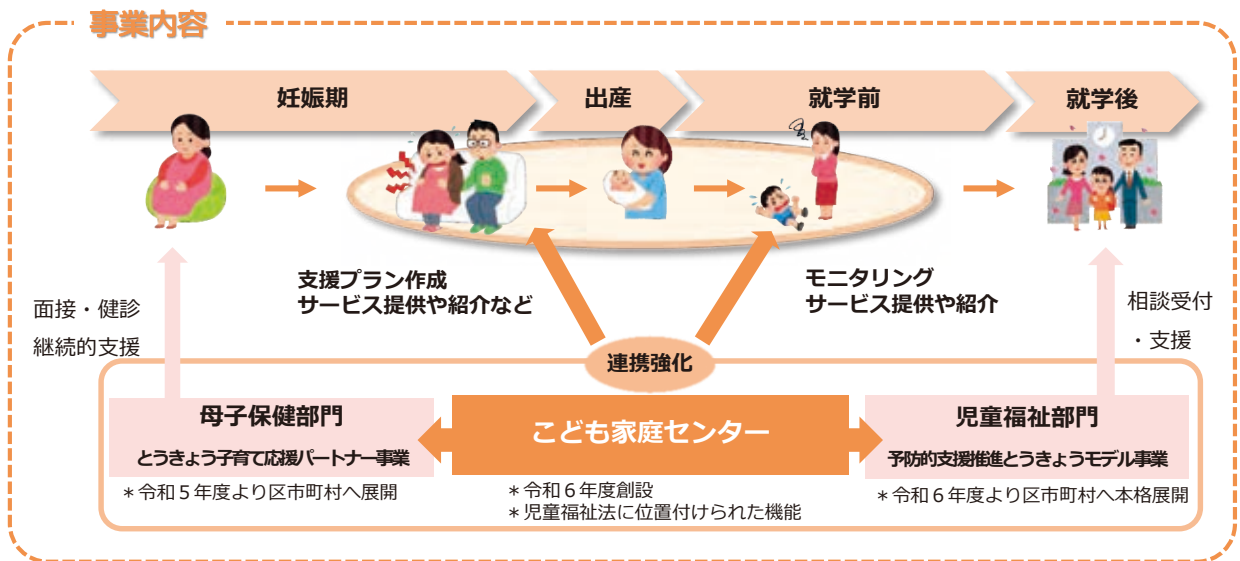 事業内容
妊娠期
出産
就学前
就学後
支援プラン作成
サービス提供や紹介など
モニタリング
サービス提供や紹介
面接・健診
継続的支援
相談受付
・支援
連携強化
母子保健部門
とうきょう子育て応援パートナー事業
＊令和５年度より区市町村へ展開
こども家庭センター
＊令和６年度創設
＊児童福祉法に位置付けられた機能
児童福祉部門
予防的支援推進とうきょうモデル事業
＊令和６年度より区市町村へ本格展開